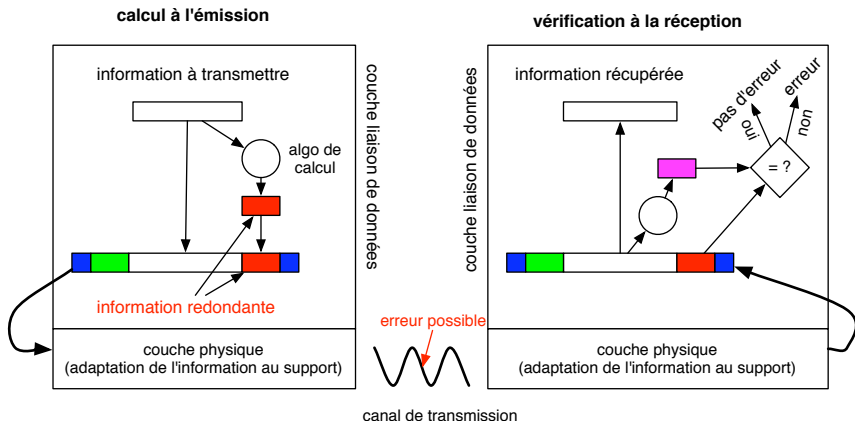 calcul à l'émission
information à transmettre
algo de
calcul
information redondante
couche physique
(adaptation de l'information au support)
couche liaison de données
erreur possible
canal de transmission
vérification à la réception
couche liaison de données
information récupérée
pas d'erreur
oui
erreur
non
= ?
couche physique
(adaptation de l'information au support)